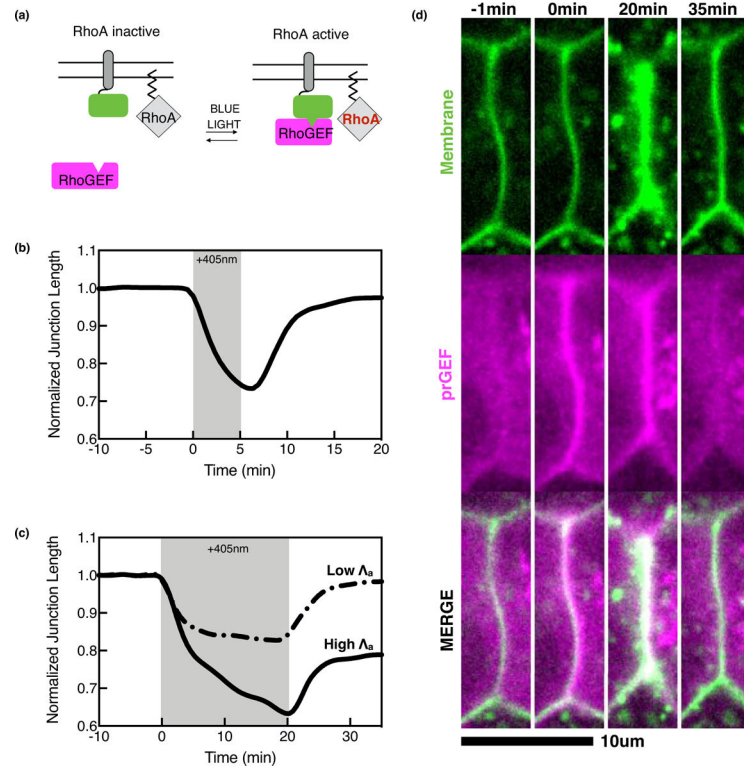 (a)
RhoA inactive
RhoA active
RhoA
BLUE
LIGHT
RhoGEF
RhoA
RhoGEF
(b)
Normalized Junction Length
1.1
1.0
0.9
0.8
0.7
0.6
+405nm
-10
-5
0
5
10
15
20
Time (min)
(c)
Normalized Junction Length
1.1
1.0
0.9
0.8
0.7
0.6
+405nm
Low Λa
High Λa
-10
0
10
20
30
Time (min)
(d)
-1min 0min 20min 35min
Membrane
prGEF
MERGE
10um